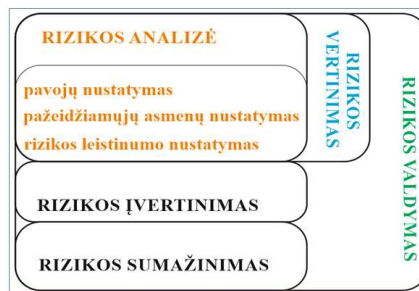 RIZIKOS ANALIZĖ
pavojų nustatymas
pažeidžiamųjų asmenų nustatymas
rizikos leistinumo nustatymas
RIZIKOS ĮVERTINIMAS
RIZIKOS SUMAŽINIMAS
RIZIKOS
VERTINIMAS
RIZIKOS VALDYMAS